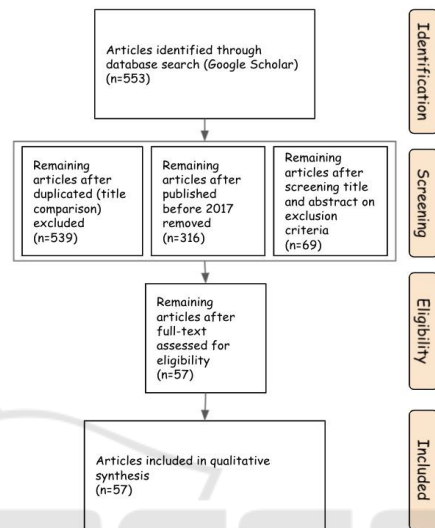 Articles identified through
database search (Google Scholar)
(n=553)
Identification
Remaining
articles after
duplicated (title
comparison)
excluded
(n=539)
Remaining
articles after
published
before 2017
removed
(n=316)
Remaining
articles after
screening title
and abstract on
exclusion
criteria
(n=69)
Screening
Remaining
articles after
full-text
assessed for
eligibility
(n=57)
Eligibility
Articles included in qualitative
synthesis
(n=57)
Included